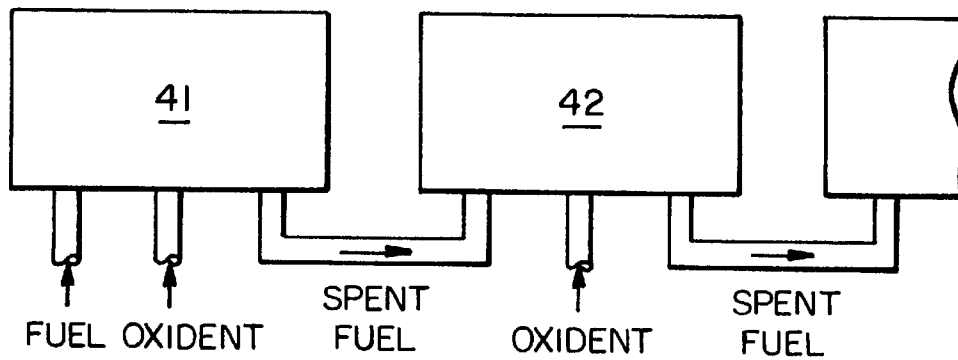 41
42
FUEL
OXIDENT
SPENT
FUEL
OXIDENT
SPENT
FUEL